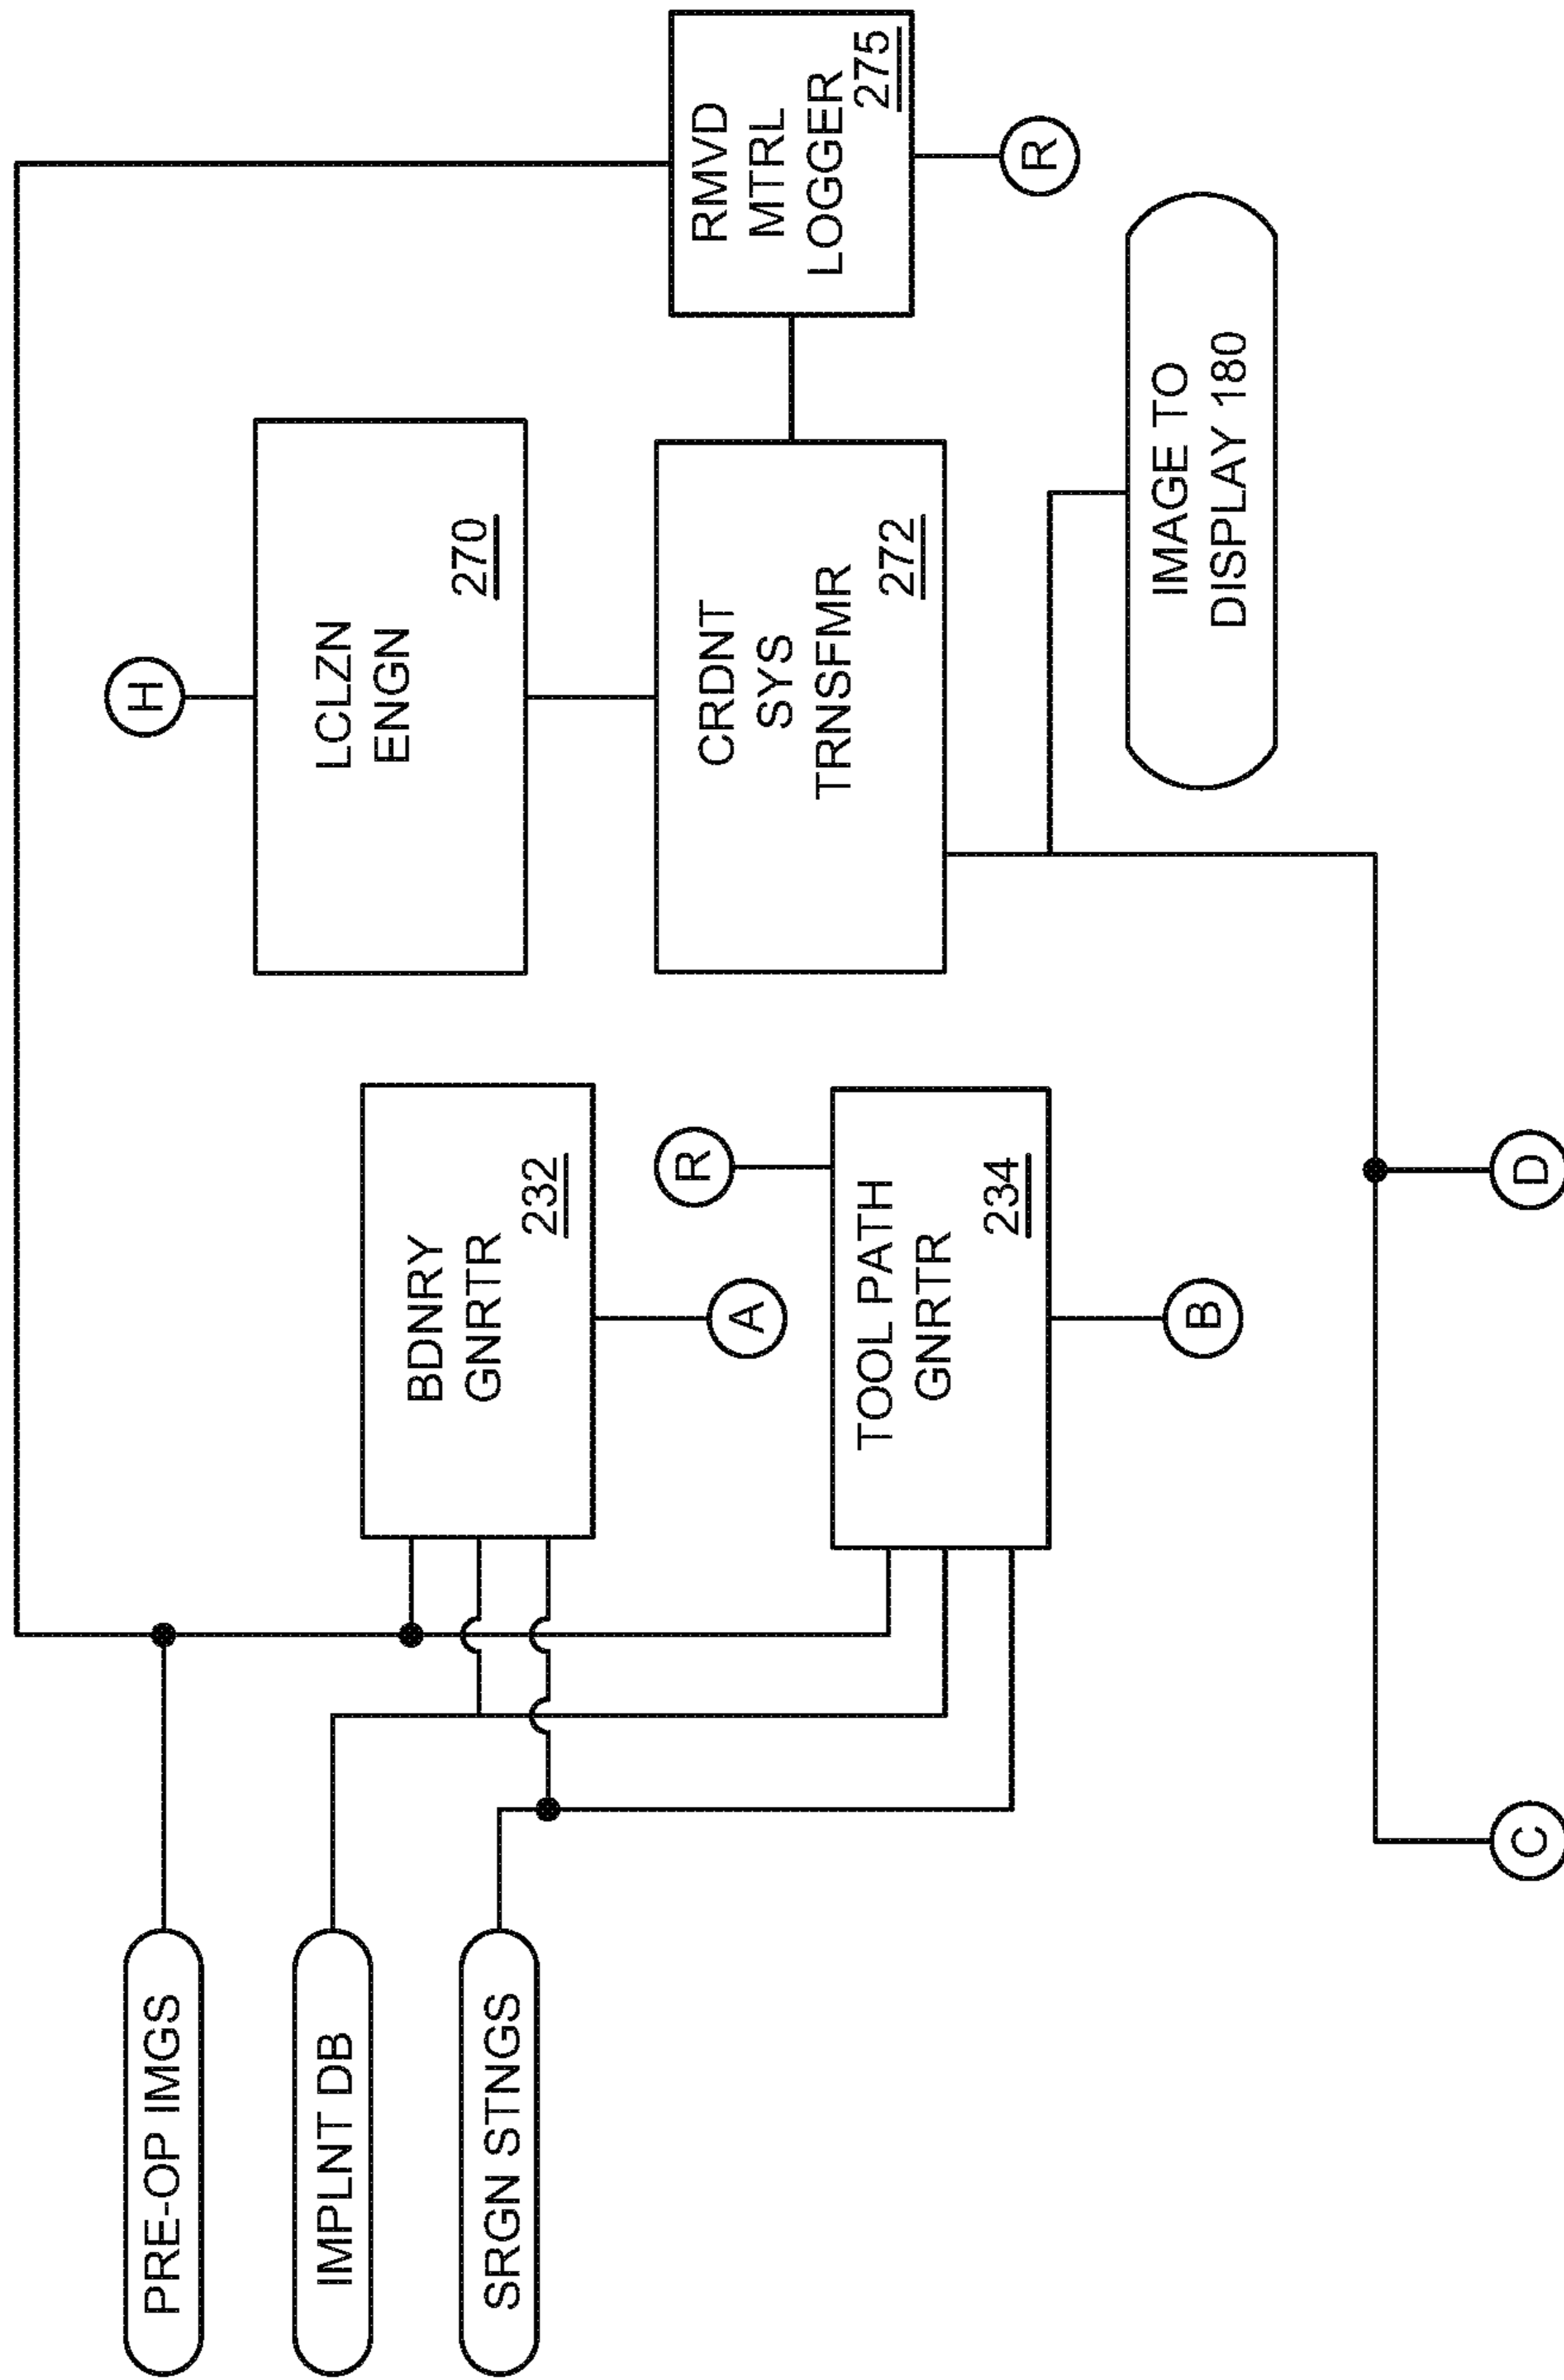 PRE-OP IMGS
IMPLNT DB
SRGN STNGS
BDNRY
GNRTR
232
A
R
TOOL PATH
GNRTR
234
B
H
LCLZN
ENGN
270
CRDNT
SYS
TRNSFMR
272
RMVD
MTRL
LOGGER
275
R
IMAGE TO
DISPLAY 180
C
D